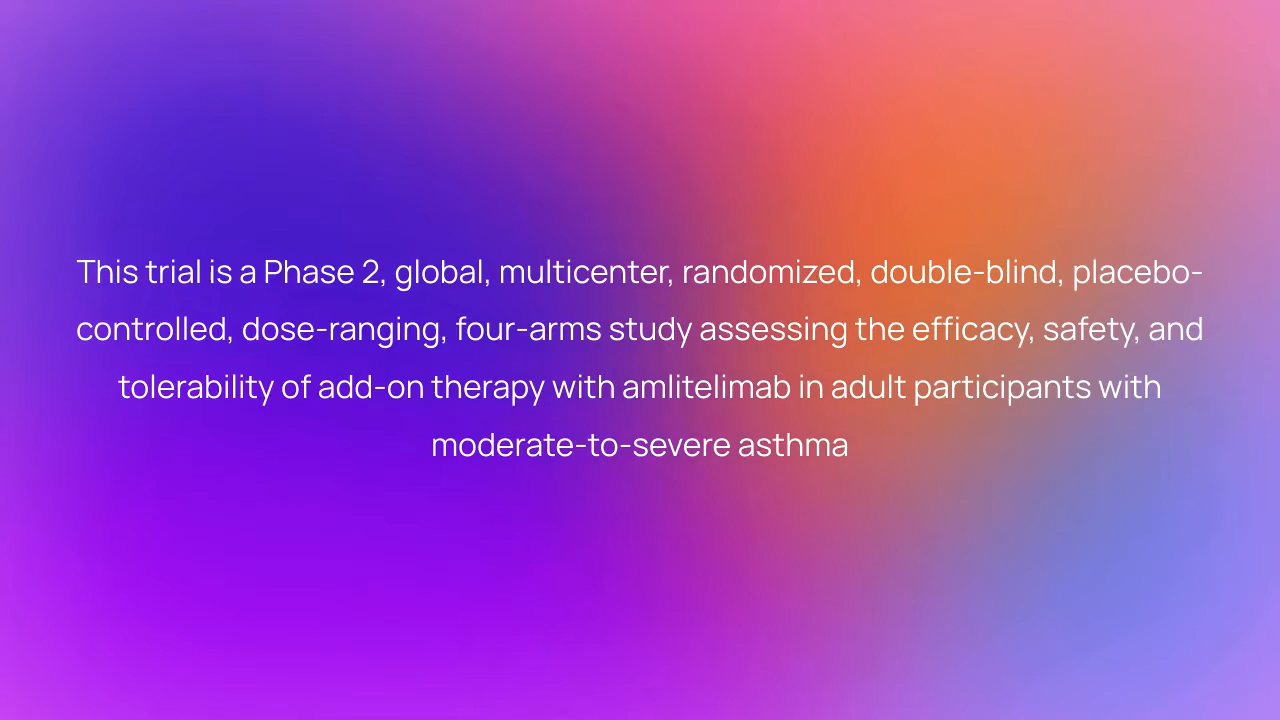 This trial is a Phase 2, global, multicenter, randomized, double-blind, placebo-
controlled, dose-ranging, four-arms study assessing the efficacy, safety, and
tolerability of add-on therapy with amlitelimab in adult participants with
moderate-to-severe asthma